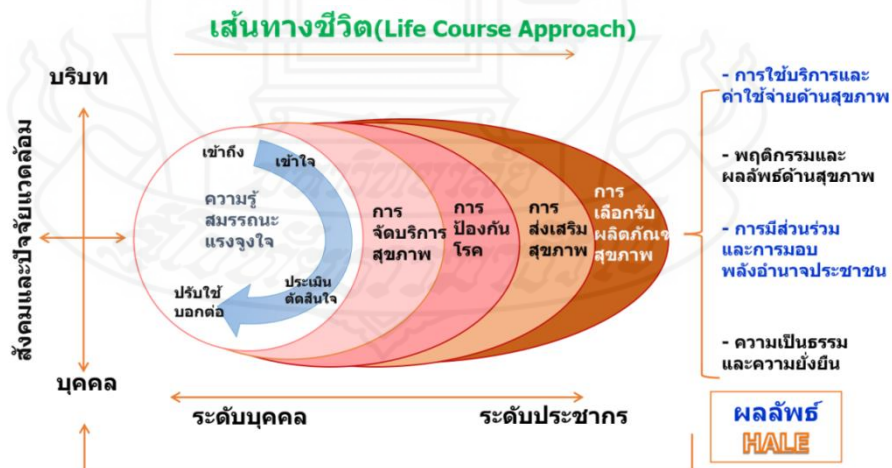 เส้นทางชีวิต(Life Course Approach)
บริบท
สังคมและปัจจัยแวดล้อม
บุคคล
เข้าถึง
เข้าใจ
ความรู้
สมรรถนะ
แรงจูงใจ
ประเมิน
ตัดสินใจ
ปรับใช้
บอกต่อ
การ
จัดบริการ
สุขภาพ
การ
ป้องกัน
โรค
การ
ส่งเสริม
สุขภาพ
การ
เลือกรับ
ผลิตภัณฑ
สุขภาพ
ระดับบุคคล
ระดับประชากร
- การใช้บริการและ
ค่าใช้จ่ายด้านสุขภาพ
- พฤติกรรมและ
ผลลัพธ์ด้านสุขภาพ
- การมีส่วนร่วม
และการมอบ
พลังอำนาจประชาชน
- ความเป็นธรรม
และความยั่งยืน
ผลลัพธ์
HALE